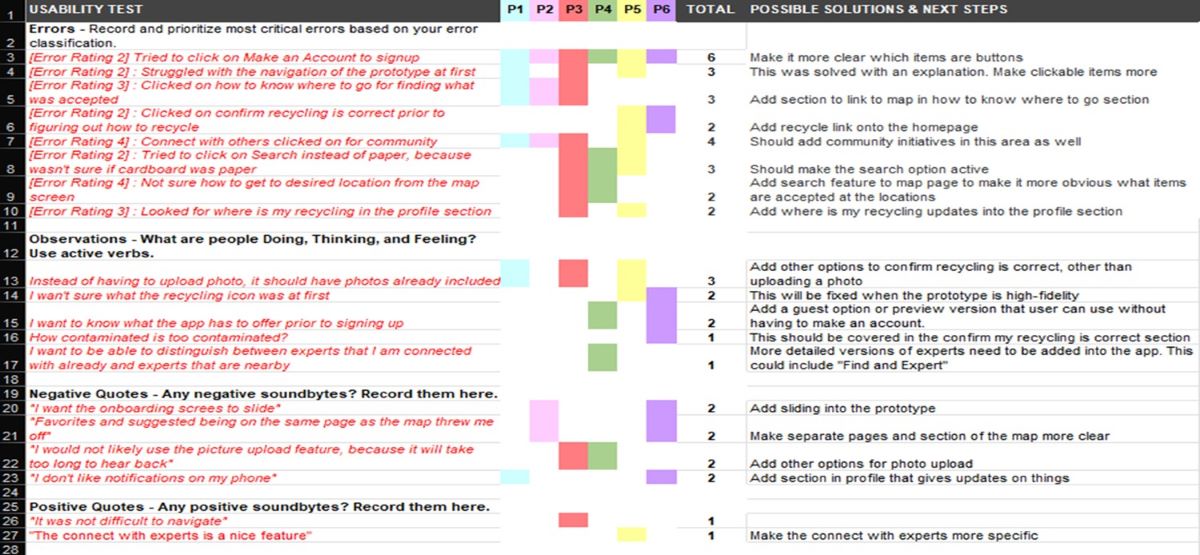 1 USABILITY TEST P1 P2 P3 P4 P5 P6 TOTAL POSSIBLE SOLUTIONS & NEXT STEPS
Errors - Record and prioritize most critical errors based on your error
2 classification.
3 [Error Rating 2] Tried to click on Make an Account to signup 6 Make it more clear which items are buttons
4 [Error Rating 2] : Struggled with the navigation of the prototype at first 3 This was solved with an explanation. Make clickable items more
[Error Rating 3] : Clicked on how to know where to go for finding what
5 was accepted 3 Add section to link to map in how to know where to go section
[Error Rating 2] : Clicked on confirm recycling is correct prior to
6 figuring out how to recycle 2 Add recycle link onto the homepage
7 [Error Rating 4] : Connect with others clicked on for community 4 Should add community initiatives in this area as well
[Error Rating 2] : Tried to click on Search instead of paper, because
8 wasn't sure if cardboard was paper 3 Should make the search option active
[Error Rating 4] : Not sure how to get to desired location from the map Add search feature to map page to make it more obvious what items
9 screen 2 are accepted at the locations
10 [Error Rating 3] : Looked for where is my recycling in the profile section 2 Add where is my recycling updates into the profile section
11
Observations - What are people Doing, Thinking, and Feeling?
12 Use active verbs.
Add other options to confirm recycling is correct, other than
13 Instead of having to upload photo, it should have photos already included 3 uploading a photo
14 I wan't sure what the recycling icon was at first 2 This will be fixed when the prototype is high-fidelity
Add a guest option or preview version that user can use without
15 I want to know what the app has to offer prior to signing up 2 having to make an account.
16 How contaminated is too contaminated? 1 This should be covered in the confirm my recycling is correct section
I want to be able to distinguish between experts that I am connected More detailed versions of experts need to be added into the app. This
17 with already and experts that are nearby 1 could include "Find and Expert"
18
19 Negative Quotes - Any negative soundbytes? Record them here.
20 "I want the onboarding screes to slide" 2 Add sliding into the prototype
"Favorites and suggested being on the same page as the map threw me
21 off" 2 Make separate pages and section of the map more clear
"I would not likely use the picture upload feature, because it will take
22 too long to hear back" 2 Add other options for photo upload
23 "I don't like notifications on my phone" 2 Add section in profile that gives updates on things
24
25 Positive Quotes - Any positive soundbytes? Record them here.
26 "It was not difficult to navigate" 1
27 "The connect with experts is a nice feature" 1 Make the connect with experts more specific
28